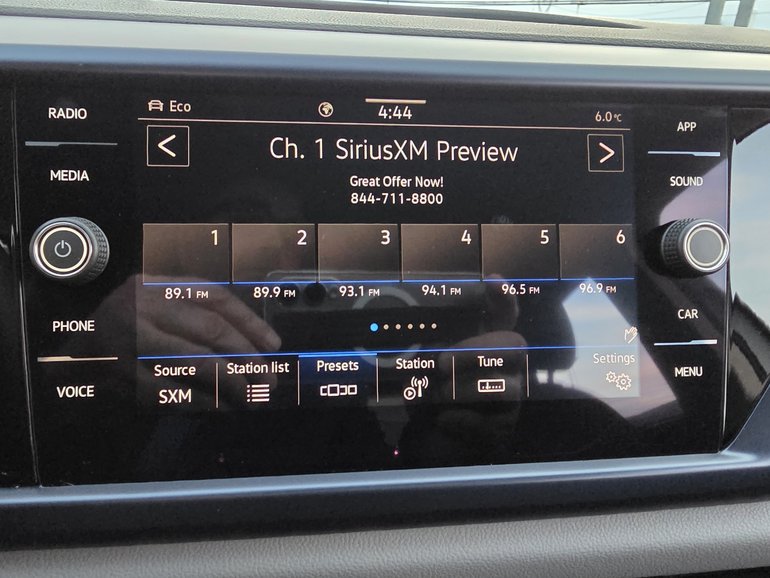 RADIO
MEDIA
PHONE
VOICE
Eco
4:44
6.0°C
< Ch. 1 SiriusXM Preview >
Great Offer Now!
844-711-8800
1 2 3 4 5 6
89.1 FM 89.9 FM 93.1 FM 94.1 FM 96.5 FM 96.9 FM
Source Station list Presets Station Tune Settings
SXM
APP
SOUND
CAR
MENU